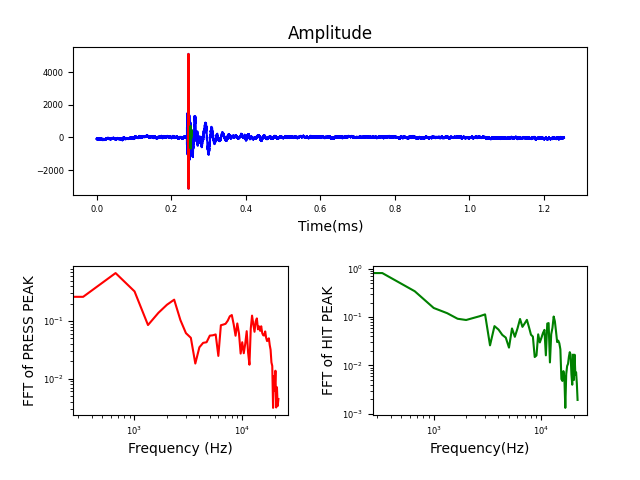 Amplitude
4000
2000
0
−2000
0.0 0.2 0.4 0.6 0.8 1.0 1.2
Time(ms)
FFT of PRESS PEAK
10⁻¹
10⁻²
10³ 10⁴
Frequency (Hz)
FFT of HIT PEAK
10⁰
10⁻¹
10⁻²
10⁻³
10³ 10⁴
Frequency(Hz)